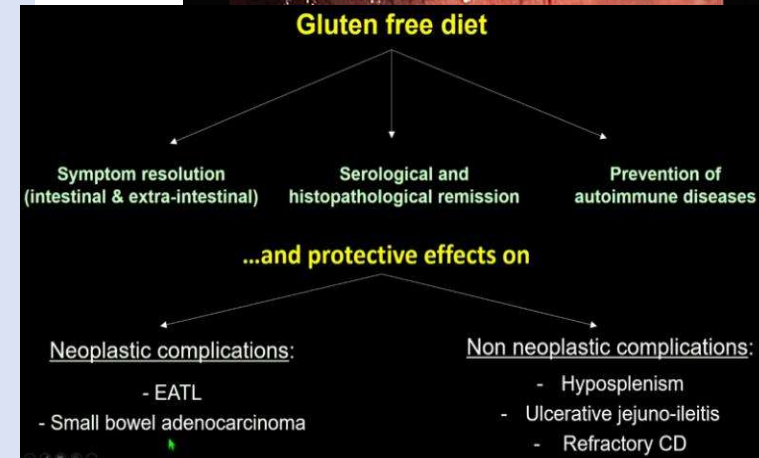 Gluten free diet
Symptom resolution
(intestinal & extra-intestinal)
Serological and
histopathological remission
Prevention of
autoimmune diseases
...and protective effects on
Neoplastic complications:
- EATL
- Small bowel adenocarcinoma
Non neoplastic complications:
- Hyposplenism
- Ulcerative jejuno-ileitis
- Refractory CD